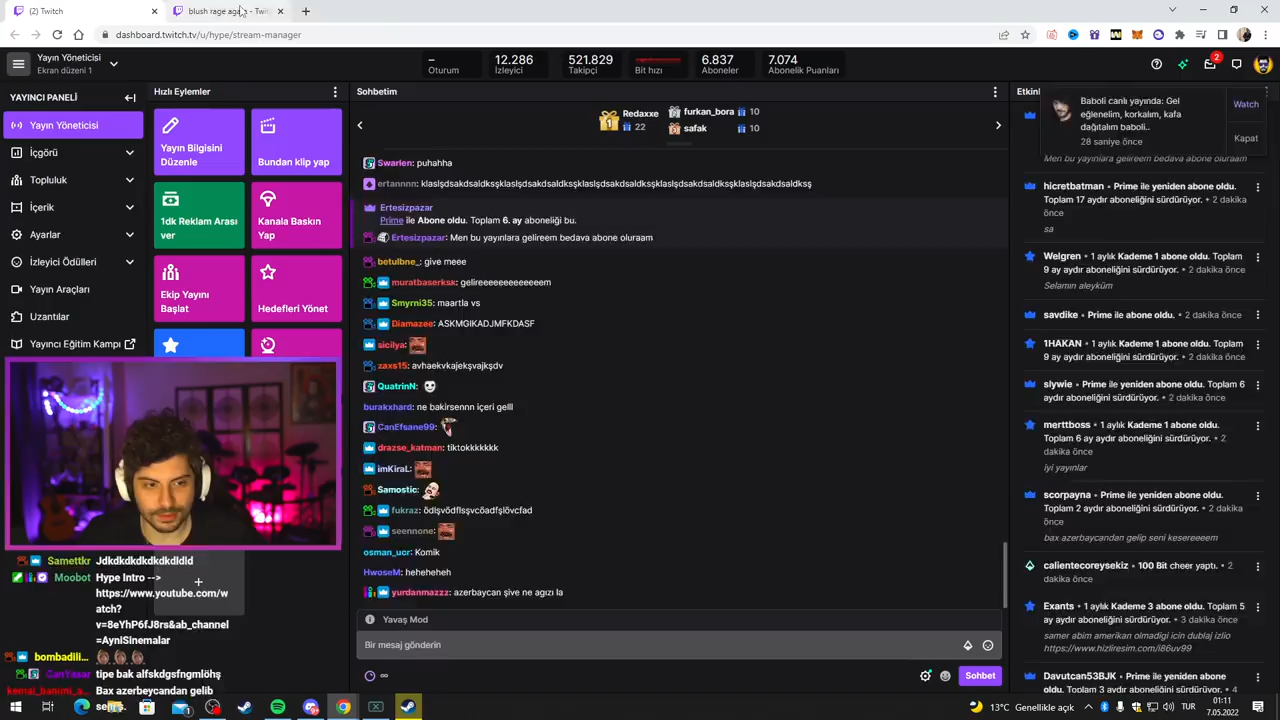 (2) Twitch
blush rage aga - Twit
dashboard.twitch.tv/u/hype/stream-manager
Yayın Yöneticisi
Ekran düzeni 1
–
Oturum
12.286
İzleyici
521.829
Takipçi
Bit hızı
6.837
Aboneler
7.074
Abonelik Puanları
2
YAYINCI PANELİ
Yayın Yöneticisi
İçgörü
Topluluk
İçerik
Ayarlar
İzleyici Ödülleri
Yayın Araçları
Uzantılar
Yayıncı Eğitim Kampı
Hızlı Eylemler
Yayın Bilgisini
Düzenle
Bundan klip yap
1dk Reklam Arası
ver
Kanala Baskın
Yap
Ekip Yayını
Başlat
Hedefleri Yönet
Sohbetim
1
Redaxxe
22
furkan_bora 10
safak 10
Swarlen: puhahha
ertannnn: klaslşdsakdsaldksşklaslşdsakdsaldksşklaslşdsakdsaldksşklaslşdsakdsaldksşklaslşdsakdsaldksş
Ertesizpazar
Prime ile Abone oldu. Toplam 6. ay aboneliği bu.
Ertesizpazar: Men bu yayınlara gelireem bedava abone oluraam
betulbne_: give meee
muratbaserksx: gelireeeeeeeeeeeem
Smyrni35: maartla vs
Diamazee: ASKMGIKADJMFKDASF
sicilya:
zaxs15: avhaekvkajekşvajkşdv
QuatrinN:
burakxhard: ne bakirsennn içeri gelll
CanEfsane99:
drazse_katman: tiktokkkkkkk
imKiraL:
Samostic:
fukraz: ödlşvödflşşvcöadfşlövcfad
seennone:
osman_ucr: Komik
HwoseM: heheheheh
yurdanmazzz: azerbaycan şive ne agızı la
Yavaş Mod
Bir mesaj gönderin
Sohbet
Etkin
Baboli canlı yayında: Gel
eğlenelim, korkalım, kafa
dağıtalım baboli..
28 saniye önce
Watch
Kapat
Men bu yayınlara gelireem bedava abone oluraam
hicretbatman • Prime ile yeniden abone oldu.
Toplam 17 aydır aboneliğini sürdürüyor. • 2 dakika
önce
sa
Welgren • 1 aylık Kademe 1 abone oldu. Toplam
9 ay aydır aboneliğini sürdürüyor. • 2 dakika önce
Selamın aleyküm
savdike • Prime ile abone oldu. • 2 dakika önce
1HAKAN • 1 aylık Kademe 1 abone oldu. Toplam
9 ay aydır aboneliğini sürdürüyor. • 2 dakika önce
slywie • Prime ile yeniden abone oldu. Toplam 6
aydır aboneliğini sürdürüyor. • 2 dakika önce
merttboss • 1 aylık Kademe 1 abone oldu.
Toplam 6 ay aydır aboneliğini sürdürüyor. • 2
dakika önce
iyi yayınlar
scorpayna • Prime ile yeniden abone oldu.
Toplam 2 aydır aboneliğini sürdürüyor. • 2 dakika
önce
bax azerbaycandan gelip seni kesereeeem
calientecoreysekiz • 100 Bit cheer yaptı. • 2
dakika önce
Exants • 1 aylık Kademe 3 abone oldu. Toplam 5
ay aydır aboneliğini sürdürüyor. • 3 dakika önce
samer abim amerikan olmadigi icin dublaj izlio
https://www.hizliresim.com/i86uv99
Davutcan53BJK • Prime ile yeniden abone oldu.
Toplam 3 aydır aboneliğini sürdürüyor. • 4
Samettkr Jdkdkdkdkdkdkdldld
Moobot Hype Intro -->
https://www.youtube.com/w
atch?
v=8eYhP6fJ8rs&ab_channel
=AyniSinemalar
bombadili...
CanYasar tipe bak alfskdgsfngmlöhş
kemal_hanimi_a... Bax azerbeycandan gelib
13°C Genellikle açık
TUR
01:11
7.05.2022